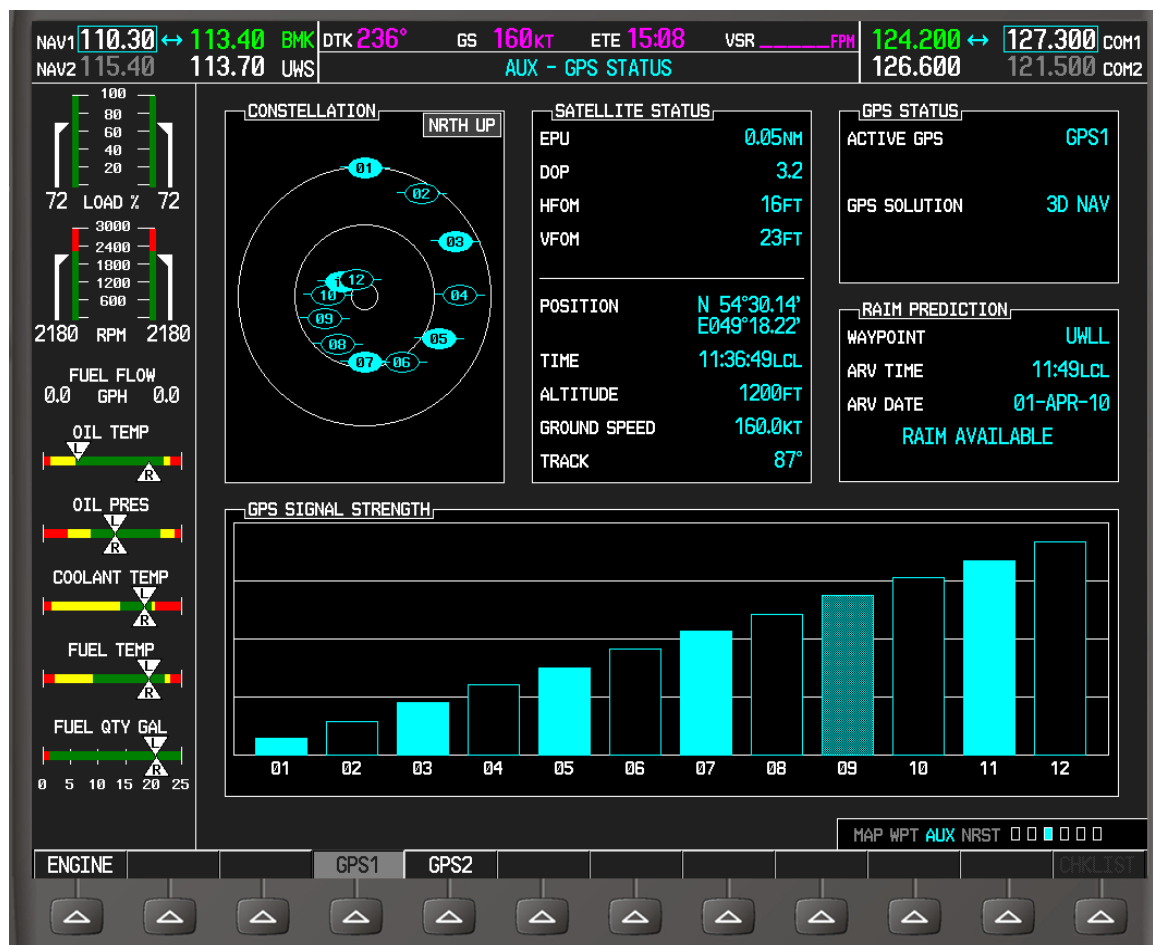 NAV1 110.30 ↔ 113.40 BMK DTK 236° GS 160KT ETE 15:08 VSR ______FPM 124.200 ↔ 127.300 COM1
NAV2 115.40 113.70 UWS AUX - GPS STATUS 126.600 121.500 COM2
100
80
60
40
20
72 LOAD % 72
3000
2400
1800
1200
600
2180 RPM 2180
FUEL FLOW
0.0 GPH 0.0
OIL TEMP
L
R
OIL PRES
L
R
COOLANT TEMP
L
R
FUEL TEMP
L
R
FUEL QTY GAL
L
R
0 5 10 15 20 25
CONSTELLATION
NRTH UP
01
02
03
12
10 04
09
08 05
07 06
SATELLITE STATUS
EPU 0.05NM
DOP 3.2
HFOM 16FT
VFOM 23FT
POSITION N 54°30.14'
E049°18.22'
TIME 11:36:49LCL
ALTITUDE 1200FT
GROUND SPEED 160.0KT
TRACK 87°
GPS STATUS
ACTIVE GPS GPS1
GPS SOLUTION 3D NAV
RAIM PREDICTION
WAYPOINT UWLL
ARV TIME 11:49LCL
ARV DATE 01-APR-10
RAIM AVAILABLE
GPS SIGNAL STRENGTH
01 02 03 04 05 06 07 08 09 10 11 12
MAP WPT AUX NRST
ENGINE GPS1 GPS2 CHKLIST